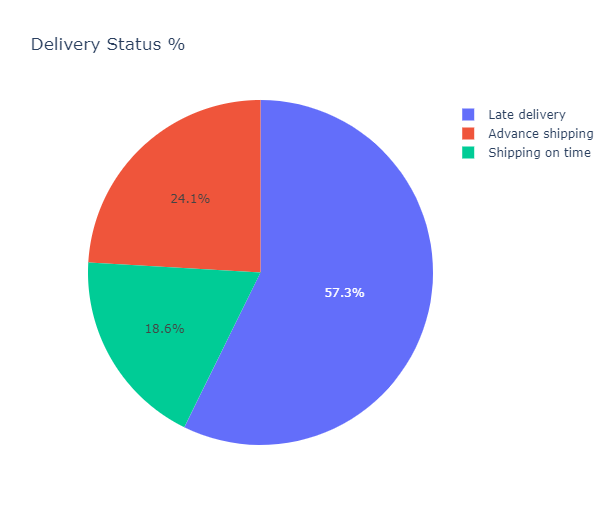 Delivery Status %
Late delivery
Advance shipping
Shipping on time
24.1%
57.3%
18.6%